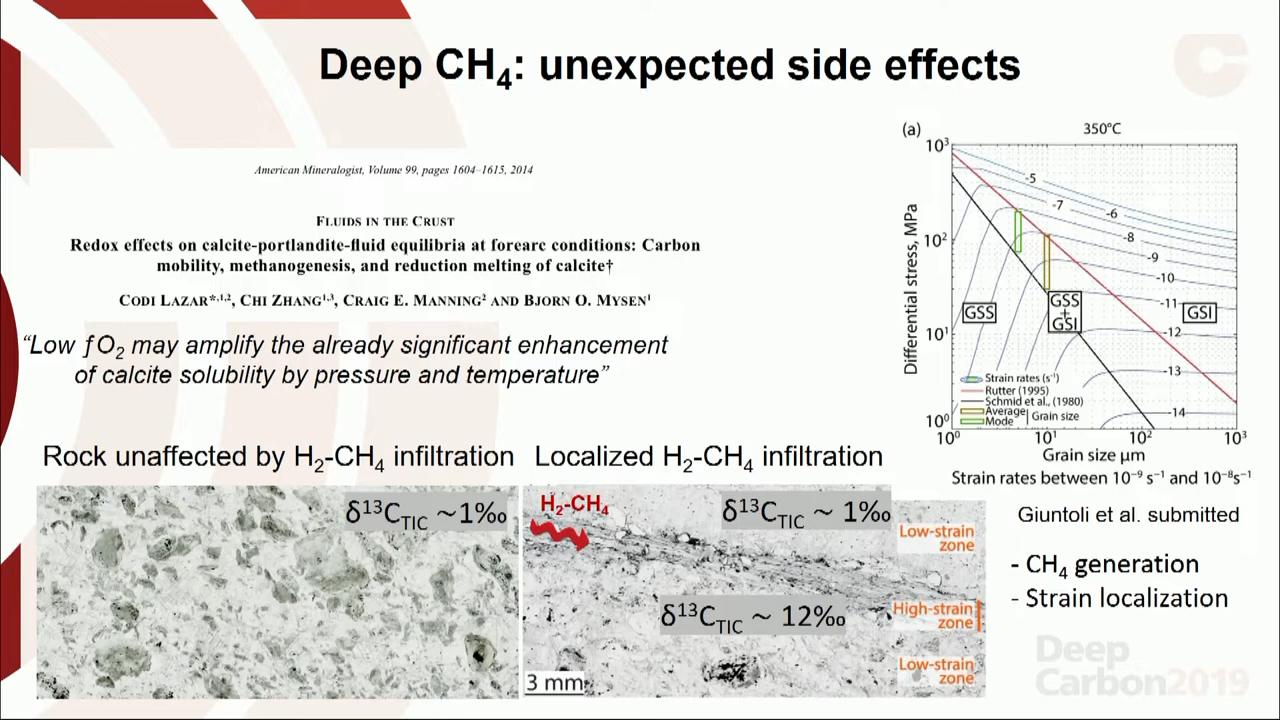 Deep CH₄: unexpected side effects
American Mineralogist, Volume 99, pages 1604–1615, 2014
FLUIDS IN THE CRUST
Redox effects on calcite-portlandite-fluid equilibria at forearc conditions: Carbon
mobility, methanogenesis, and reduction melting of calcite†
CODI LAZAR*,¹,², CHI ZHANG¹,³, CRAIG E. MANNING² AND BJORN O. MYSEN¹
“Low ƒO₂ may amplify the already significant enhancement
of calcite solubility by pressure and temperature”
(a)
350°C
Differential stress, MPa
10³
10²
10¹
10⁰
-5
-7
-6
-8
-9
-10
-11
-12
-13
-14
GSS
GSS
+
GSI
GSI
Strain rates (s⁻¹)
Rutter (1995)
Schmid et al., (1980)
Average
Mode
Grain size
10⁰ 10¹ 10² 10³
Grain size µm
Strain rates between 10⁻⁹ s⁻¹ and 10⁻⁸s⁻¹
Giuntoli et al. submitted
- CH₄ generation
- Strain localization
Rock unaffected by H₂-CH₄ infiltration
δ¹³C_TIC ~1‰
Localized H₂-CH₄ infiltration
H₂-CH₄
δ¹³C_TIC ~ 1‰
δ¹³C_TIC ~ 12‰
Low-strain
zone
High-strain
zone
Low-strain
zone
3 mm
Deep
Carbon2019